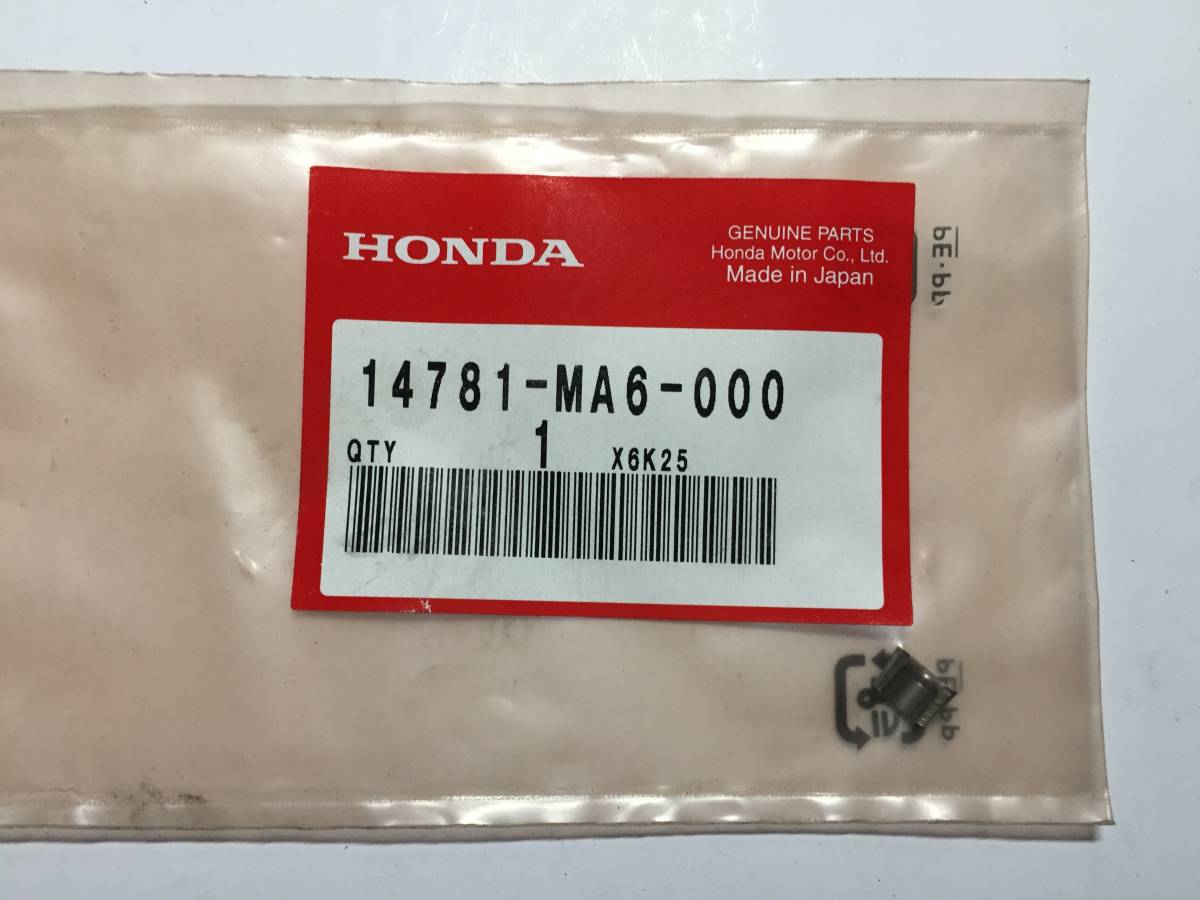 HONDA
GENUINE PARTS
Honda Motor Co., Ltd.
Made in Japan
14781-MA6-000
QTY 1 X6K25